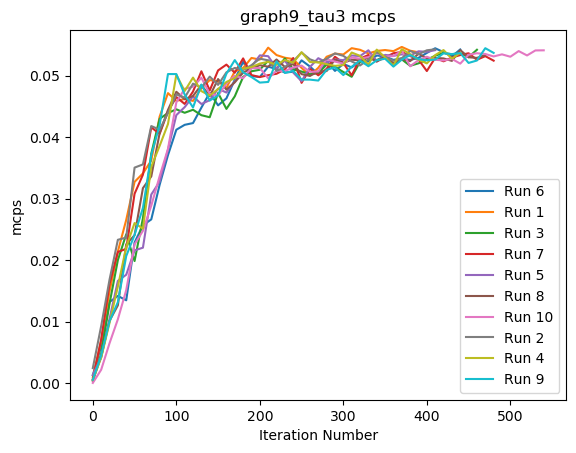 graph9_tau3 mcps
mcps
0.05
0.04
0.03
0.02
0.01
0.00
Run 6
Run 1
Run 3
Run 7
Run 5
Run 8
Run 10
Run 2
Run 4
Run 9
0 100 200 300 400 500
Iteration Number